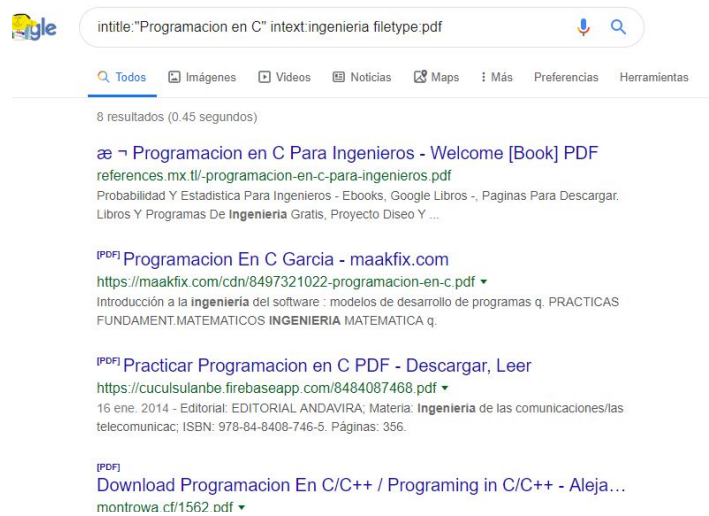 gle
intitle:"Programacion en C" intext:ingenieria filetype:pdf
Todos Imágenes Videos Noticias Maps Más Preferencias Herramientas
8 resultados (0.45 segundos)
æ ¬ Programacion en C Para Ingenieros - Welcome [Book] PDF
references.mx.tl/-programacion-en-c-para-ingenieros.pdf
Probabilidad Y Estadistica Para Ingenieros - Ebooks, Google Libros -, Paginas Para Descargar.
Libros Y Programas De Ingenieria Gratis, Proyecto Diseo Y ...
[PDF] Programacion En C Garcia - maakfix.com
https://maakfix.com/cdn/8497321022-programacion-en-c.pdf
Introducción a la ingeniería del software : modelos de desarrollo de programas q. PRACTICAS
FUNDAMENT.MATEMATICOS INGENIERIA MATEMATICA q.
[PDF] Practicar Programacion en C PDF - Descargar, Leer
https://cuculsulanbe.firebaseapp.com/8484087468.pdf
16 ene. 2014 - Editorial: EDITORIAL ANDAVIRA; Materia: Ingenieria de las comunicaciones/las
telecomunicac; ISBN: 978-84-8408-746-5. Páginas: 356.
[PDF]
Download Programacion En C/C++ / Programing in C/C++ - Aleja…
montrowa.cf/1562.pdf